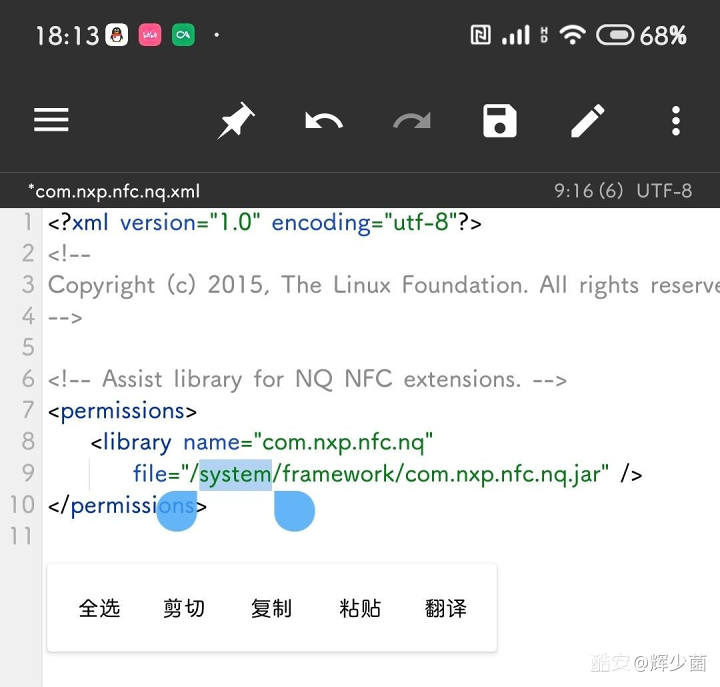 18:13 68%
*com.nxp.nfc.nq.xml 9:16(6) UTF-8
1 <?xml version="1.0" encoding="utf-8"?>
2 <!--
3 Copyright (c) 2015, The Linux Foundation. All rights reserve
4 -->
5
6 <!-- Assist library for NQ NFC extensions. -->
7 <permissions>
8 <library name="com.nxp.nfc.nq"
9 file="/system/framework/com.nxp.nfc.nq.jar" />
10 </permissions>
11
全选 剪切 复制 粘贴 翻译
酷安@辉少菌